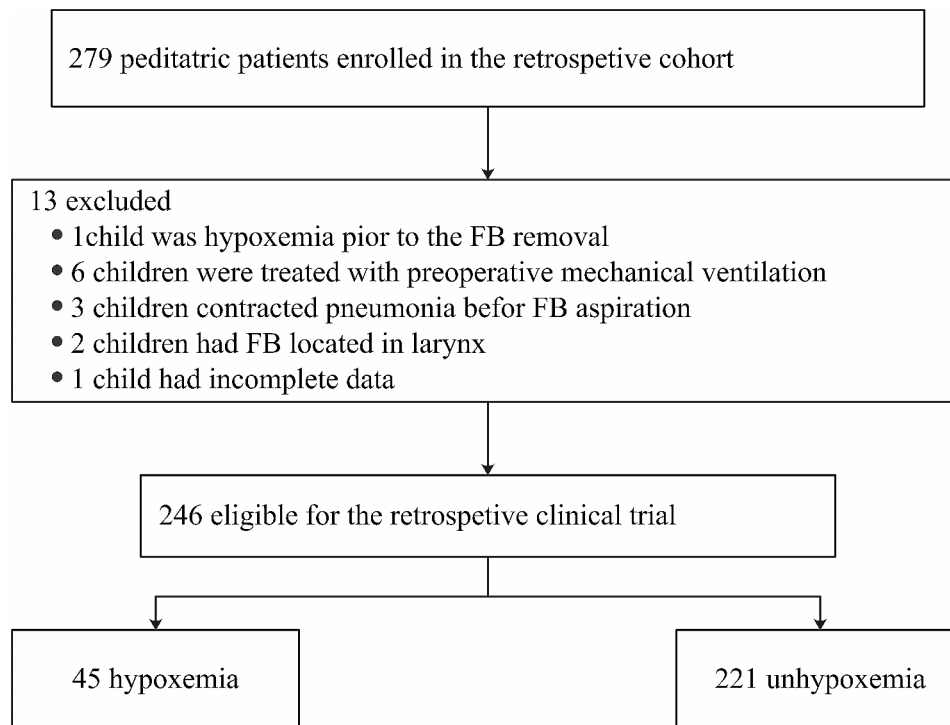 279 peditatric patients enrolled in the retrospetive cohort
13 excluded
• 1child was hypoxemia pior to the FB removal
• 6 children were treated with preoperative mechanical ventilation
• 3 children contracted pneumonia befor FB aspiration
• 2 children had FB located in larynx
• 1 child had incomplete data
246 eligible for the retrospetive clinical trial
45 hypoxemia
221 unhypoxemia